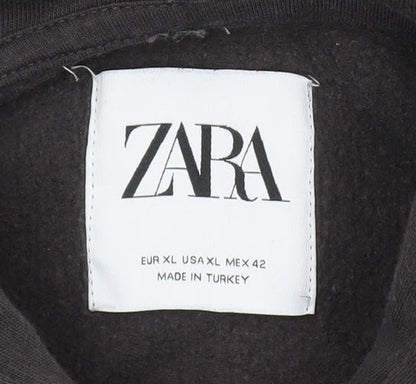 ZARA
EUR XL USA XL MEX 42
MADE IN TURKEY